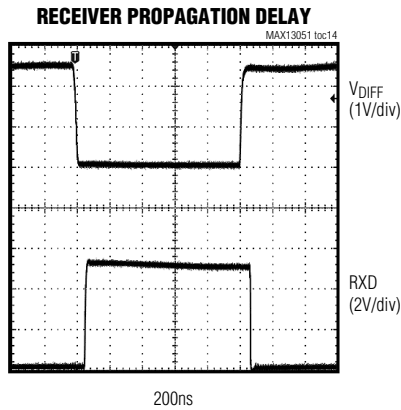 RECEIVER PROPAGATION DELAY
MAX13051 toc14
T
VDIFF
(1V/div)
RXD
(2V/div)
200ns